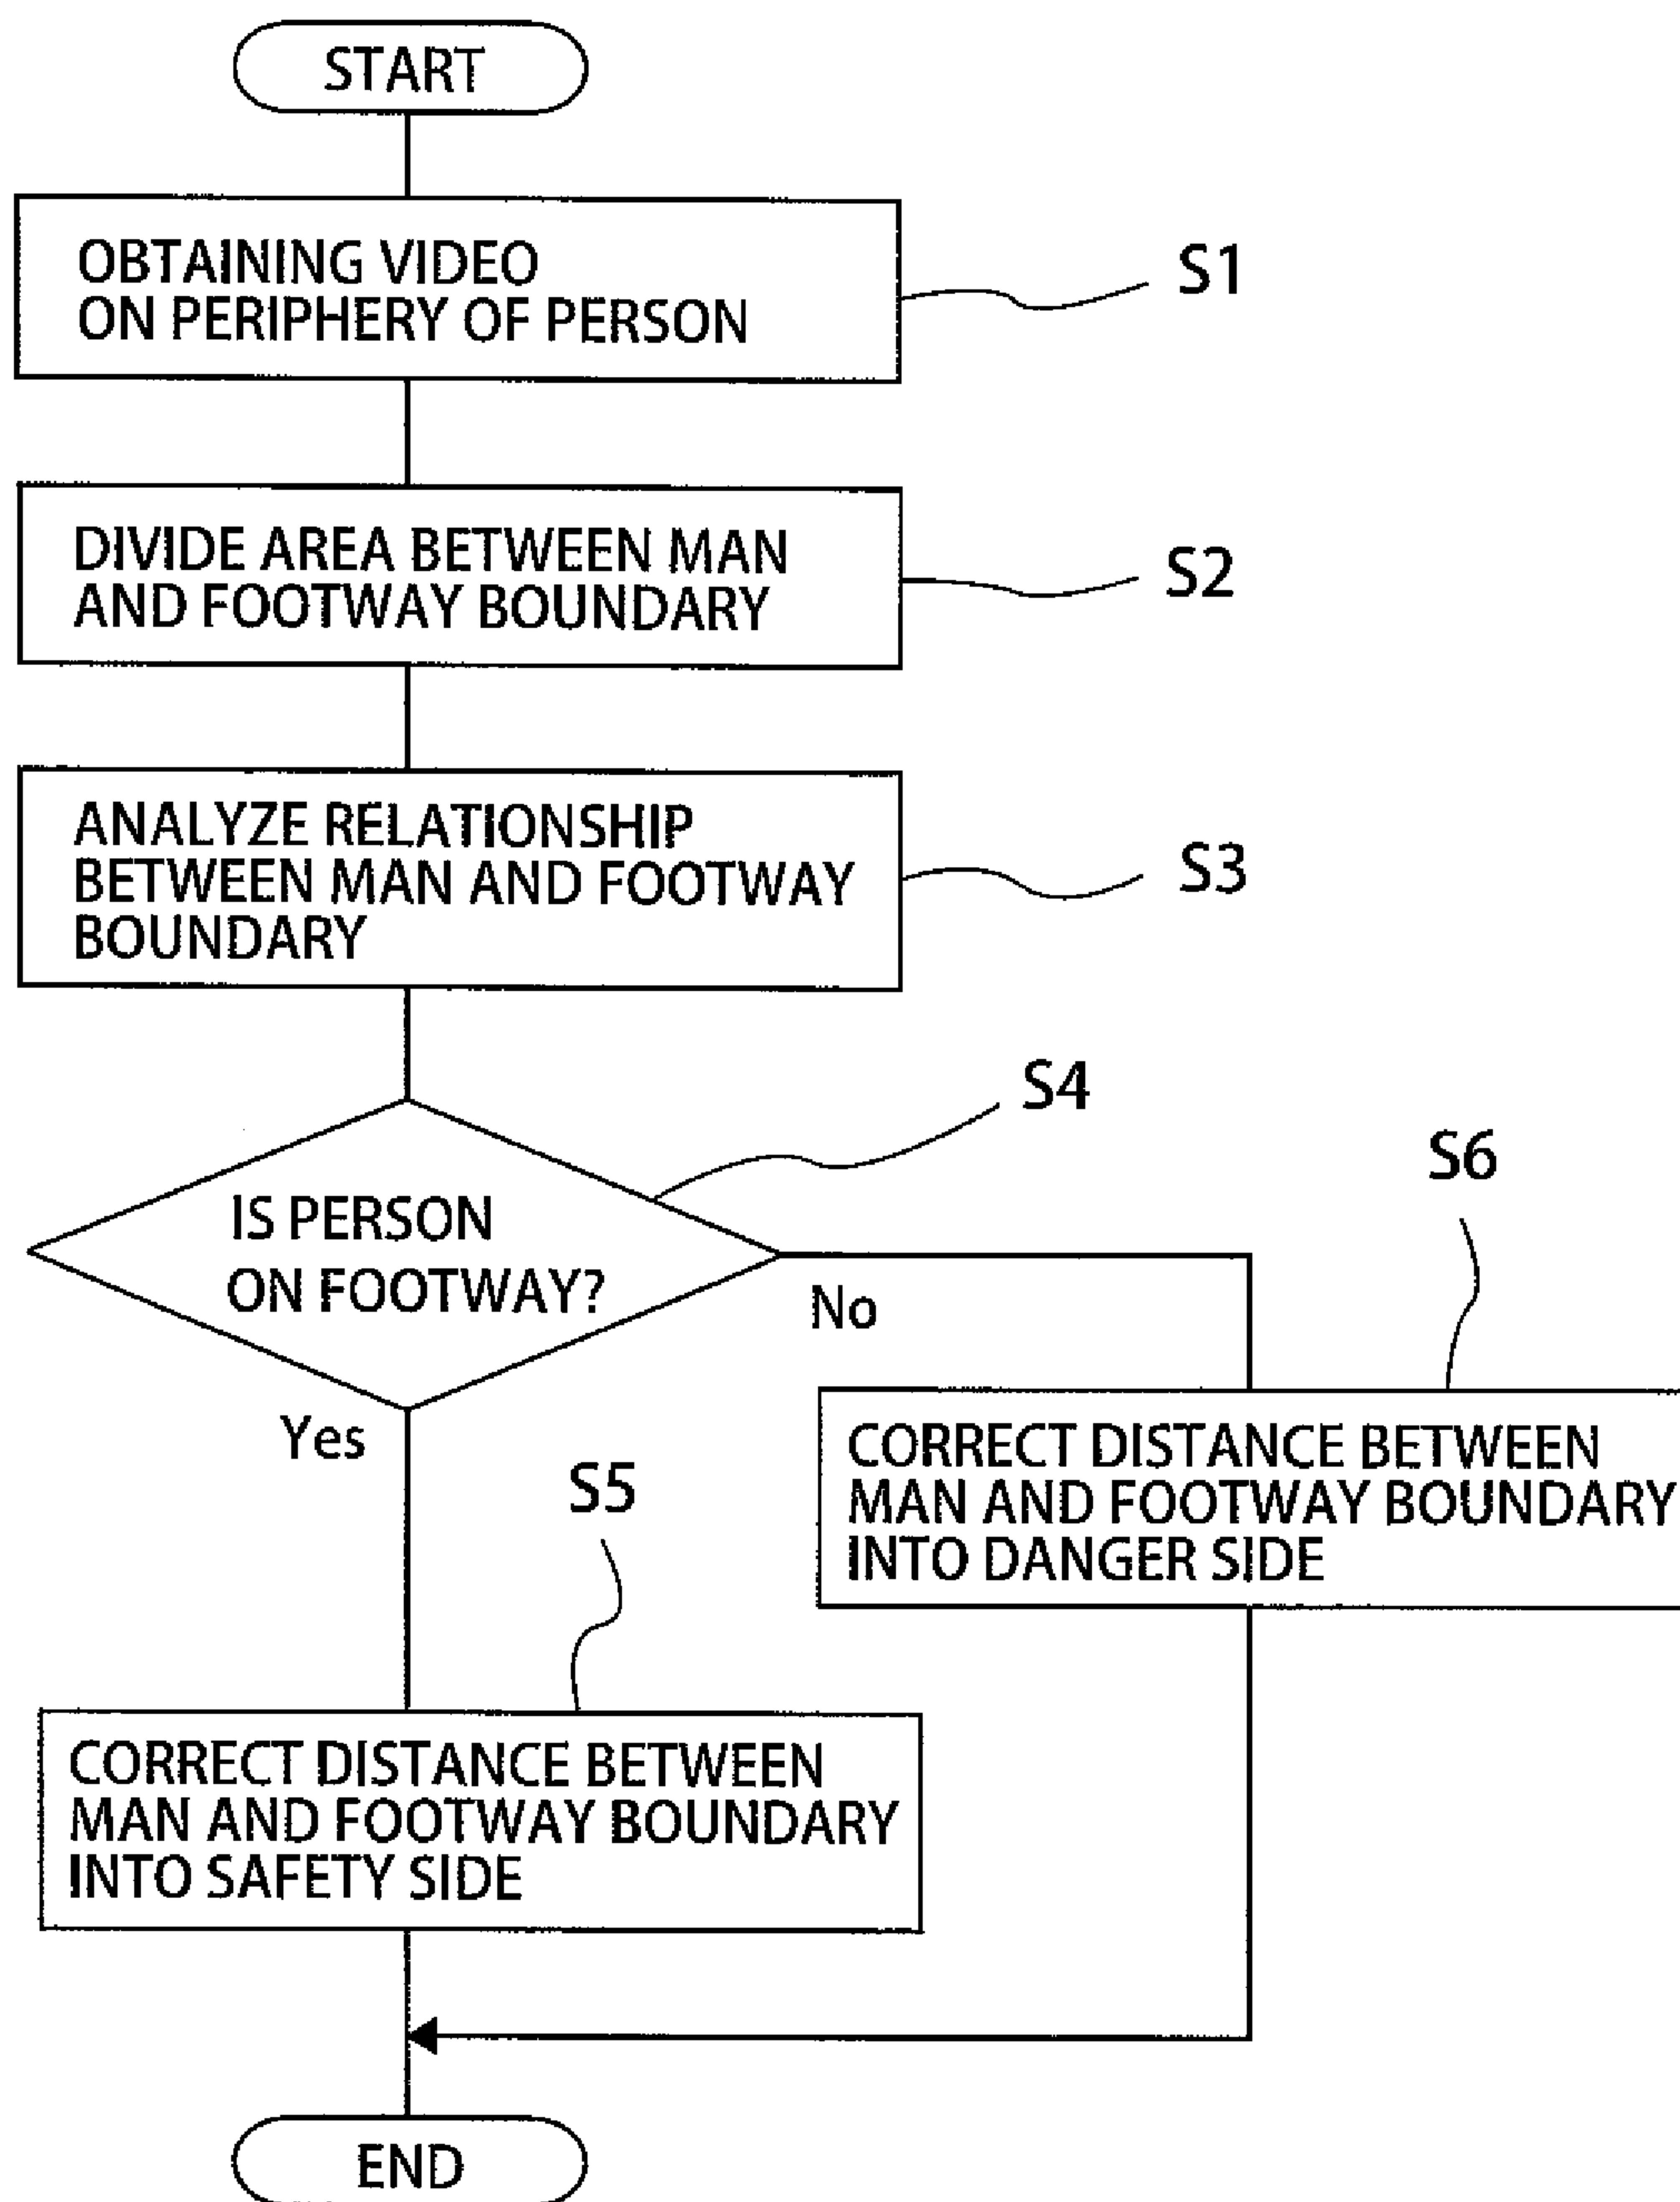 START
OBTAINING VIDEO
ON PERIPHERY OF PERSON
S1
DIVIDE AREA BETWEEN MAN
AND FOOTWAY BOUNDARY
S2
ANALYZE RELATIONSHIP
BETWEEN MAN AND FOOTWAY
BOUNDARY
S3
IS PERSON
ON FOOTWAY?
S4
No
S6
CORRECT DISTANCE BETWEEN
MAN AND FOOTWAY BOUNDARY
INTO DANGER SIDE
Yes
S5
CORRECT DISTANCE BETWEEN
MAN AND FOOTWAY BOUNDARY
INTO SAFETY SIDE
END